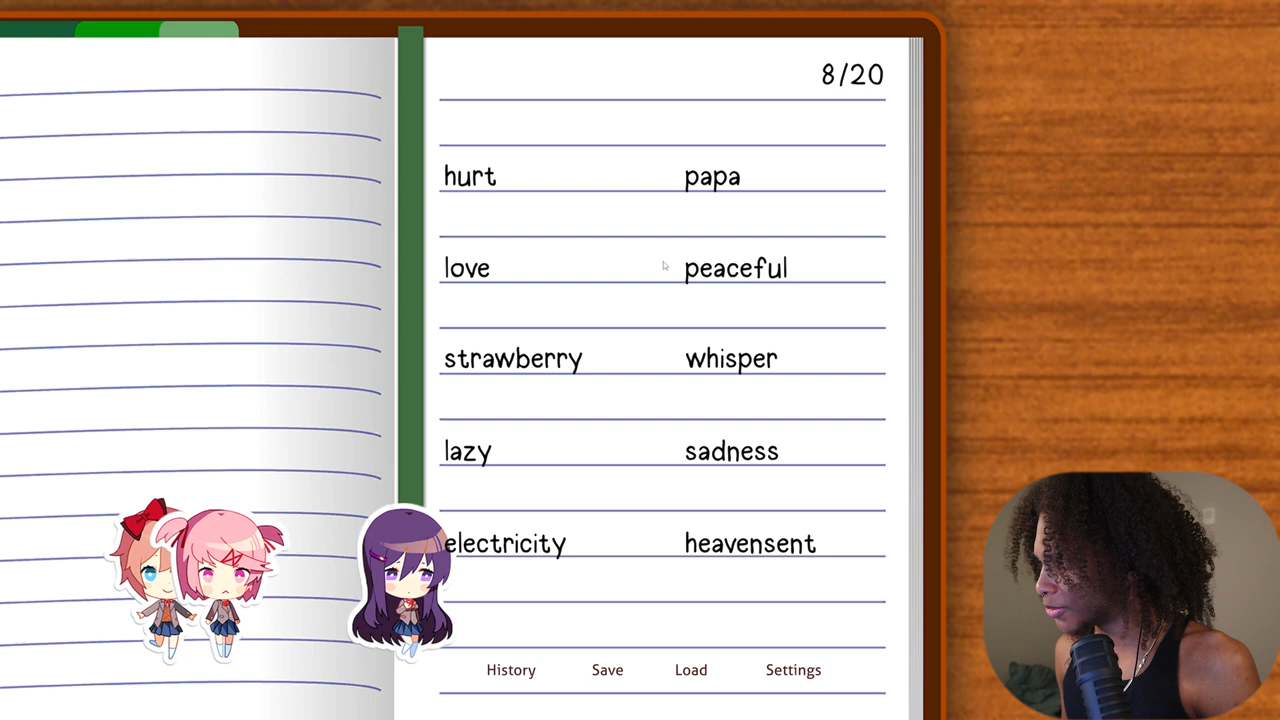 8/20
hurt papa
love peaceful
strawberry whisper
lazy sadness
electricity heavensent
History Save Load Settings